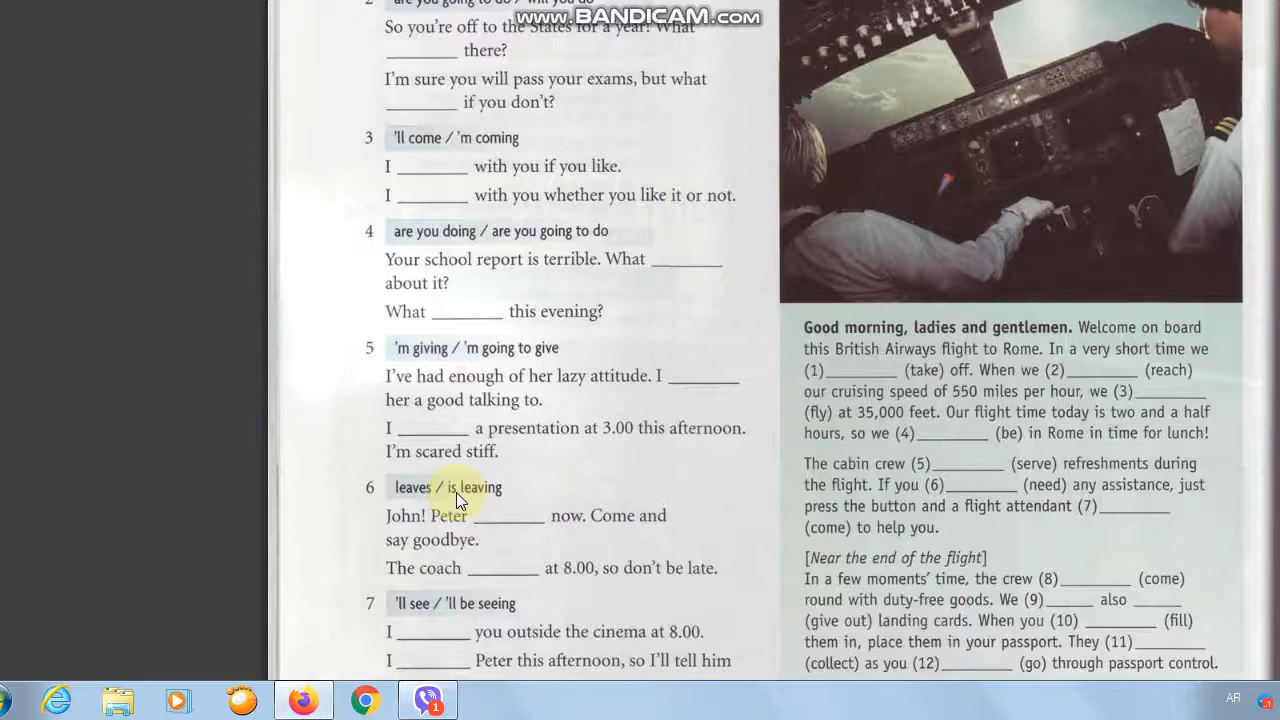 2 are you going to do / will you do
www.BANDICAM.com
So you're off to the States for a year! What
________ there?
I'm sure you will pass your exams, but what
________ if you don't?
3 'll come / 'm coming
I ________ with you if you like.
I ________ with you whether you like it or not.
4 are you doing / are you going to do
Your school report is terrible. What ________
about it?
What ________ this evening?
5 'm giving / 'm going to give
I've had enough of her lazy attitude. I ________
her a good talking to.
I ________ a presentation at 3.00 this afternoon.
I'm scared stiff.
6 leaves / is leaving
John! Peter ________ now. Come and
say goodbye.
The coach ________ at 8.00, so don't be late.
7 'll see / 'll be seeing
I ________ you outside the cinema at 8.00.
I ________ Peter this afternoon, so I'll tell him
Good morning, ladies and gentlemen. Welcome on board
this British Airways flight to Rome. In a very short time we
(1)________ (take) off. When we (2)________ (reach)
our cruising speed of 550 miles per hour, we (3)________
(fly) at 35,000 feet. Our flight time today is two and a half
hours, so we (4)________ (be) in Rome in time for lunch!
The cabin crew (5)________ (serve) refreshments during
the flight. If you (6)________ (need) any assistance, just
press the button and a flight attendant (7)________
(come) to help you.
[Near the end of the flight]
In a few moments' time, the crew (8)________ (come)
round with duty-free goods. We (9)_____ also _____
(give out) landing cards. When you (10) ________ (fill)
them in, place them in your passport. They (11)________
(collect) as you (12)________ (go) through passport control.
1
AR